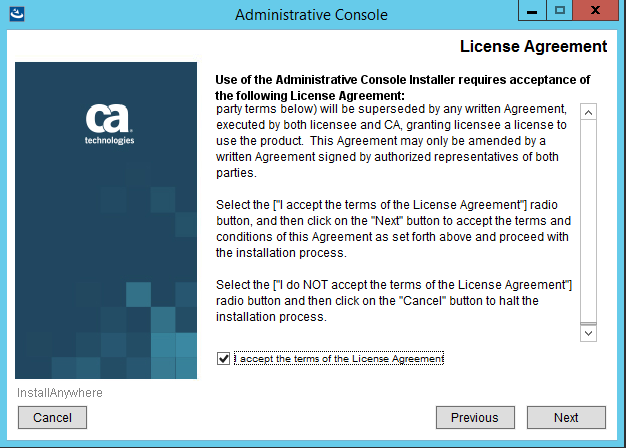 Administrative Console
License Agreement
ca
technologies
Use of the Administrative Console Installer requires acceptance of
the following License Agreement:
party terms below) will be superseded by any written Agreement,
executed by both licensee and CA, granting licensee a license to
use the product.  This Agreement may only be amended by a
written Agreement signed by authorized representatives of both
parties.
Select the ["I accept the terms of the License Agreement"] radio
button, and then click on the "Next" button to accept the terms and
conditions of this Agreement as set forth above and proceed with
the installation process.
Select the ["I do NOT accept the terms of the License Agreement"]
radio button and then click on the "Cancel" button to halt the
installation process.
I accept the terms of the License Agreement
InstallAnywhere
Cancel
Previous
Next